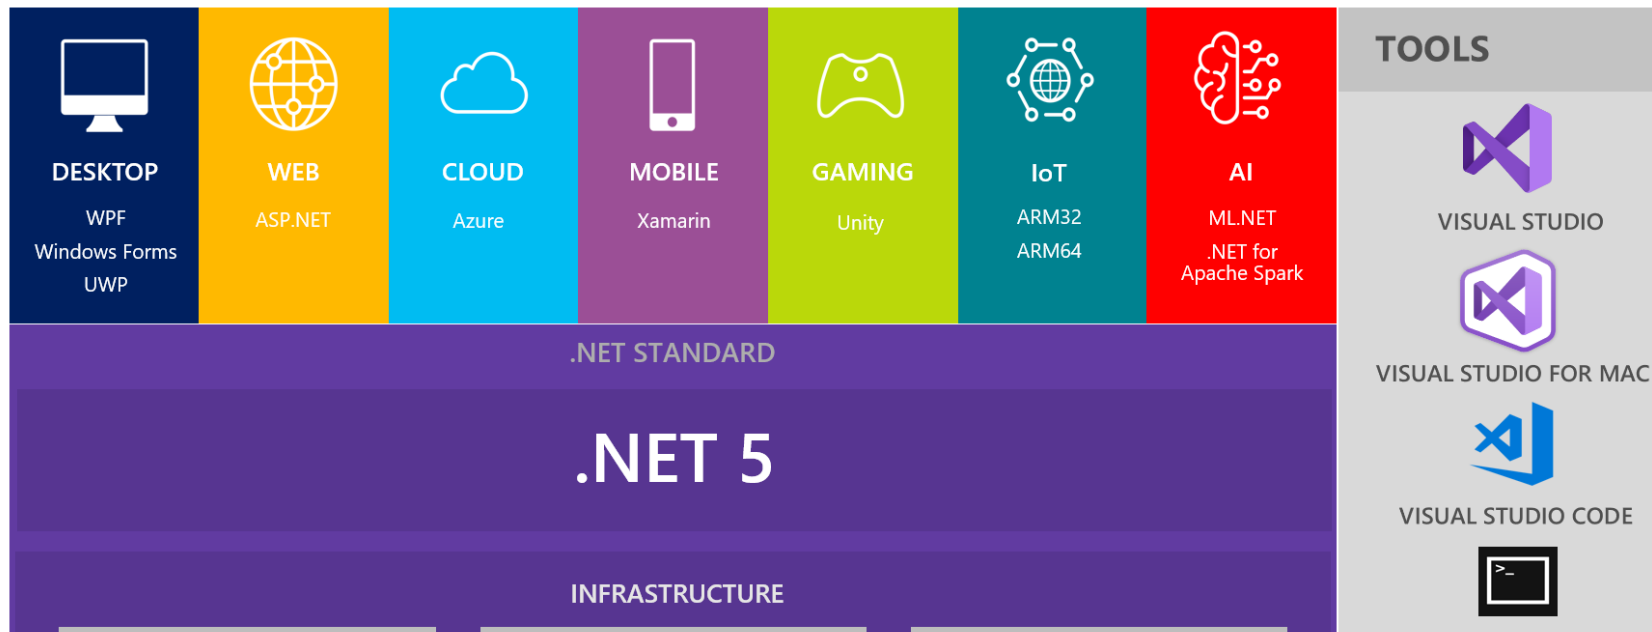 DESKTOP
WPF
Windows Forms
UWP
WEB
ASP.NET
CLOUD
Azure
MOBILE
Xamarin
GAMING
Unity
IoT
ARM32
ARM64
AI
ML.NET
.NET for
Apache Spark
.NET STANDARD
.NET 5
INFRASTRUCTURE
TOOLS
VISUAL STUDIO
VISUAL STUDIO FOR MAC
VISUAL STUDIO CODE
>_